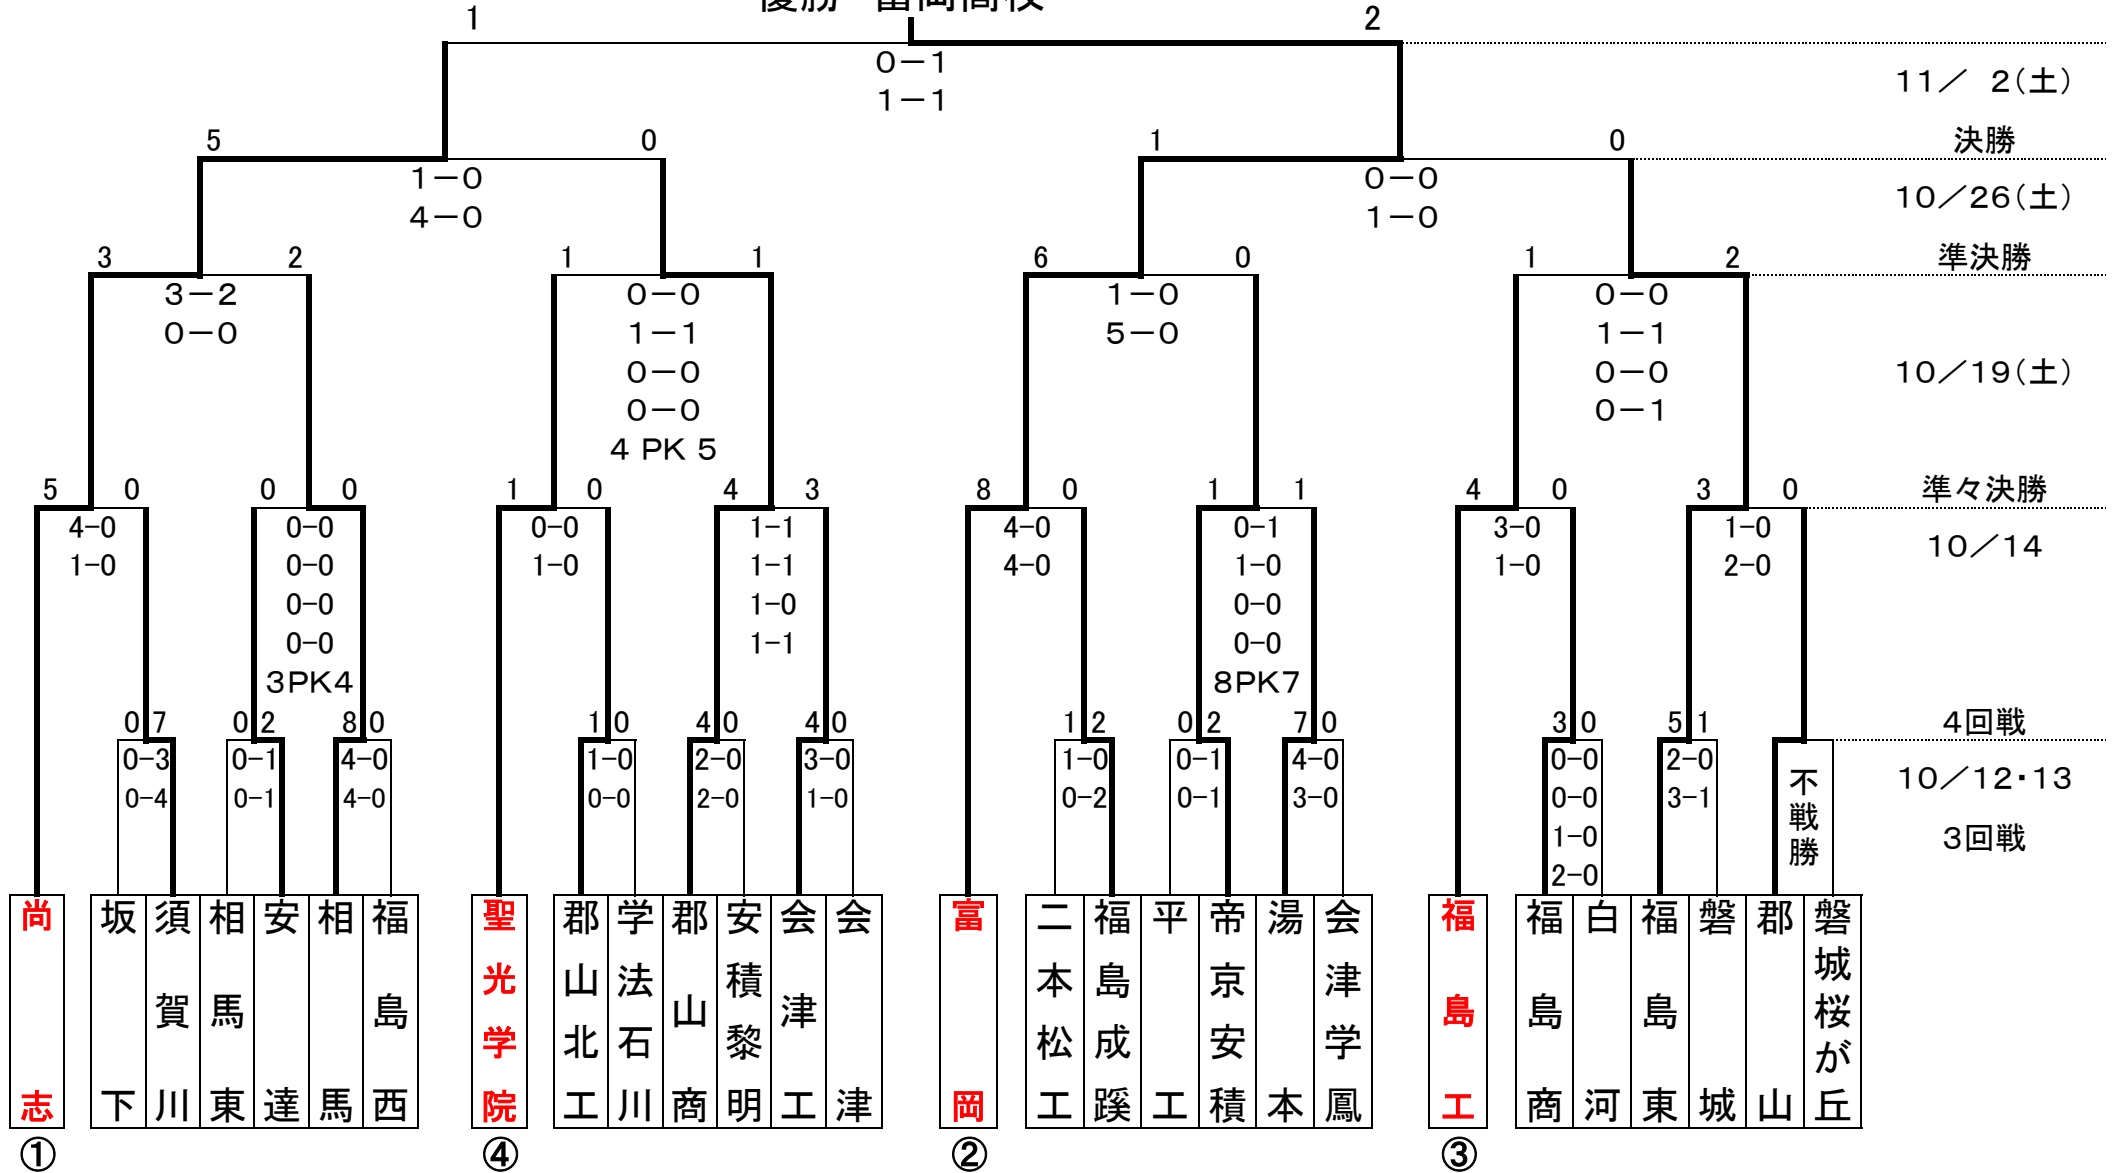 優勝 富岡高校
1 2
0－1
1－1
11／ 2(土)
5 0 1 0 決勝
1－0 0－0
4－0 1－0
10／26(土)
3 2 1 1 6 0 1 2 準決勝
3－2 0－0 1－0 0－0
0－0 1－1 5－0 1－1
0－0 0－0 10／19(土)
0－0 0－1
4 PK 5
5 0 0 0 1 0 4 3 8 0 1 1 4 0 3 0 準々決勝
4-0 0-0 0-0 1-1 4-0 0-1 3-0 1-0
1-0 0-0 1-0 1-1 4-0 1-0 1-0 2-0
10／14
0-0 1-0 0-0
0-0 1-1 0-0
3PK4 8PK7
0 7 0 2 8 0 1 0 4 0 4 0 1 2 0 2 7 0 3 0 5 1 4回戦
0-3 0-1 4-0 1-0 2-0 3-0 1-0 0-1 4-0 0-0 2-0
0-4 0-1 4-0 0-0 2-0 1-0 0-2 0-1 3-0 0-0 3-1
1-0
2-0
不戦勝
10／12・13
3回戦
尚志
坂下
須賀川
相馬東
安達
相馬
福島西
聖光学院
郡山北工
学法石川
郡山商
安積黎明
会津工
会津
富岡
二本松工
福島成蹊
平工
帝京安積
湯本
会津学鳳
福島工
福島商
白河
福島東
磐城
郡山
磐城桜が丘
① ④ ② ③